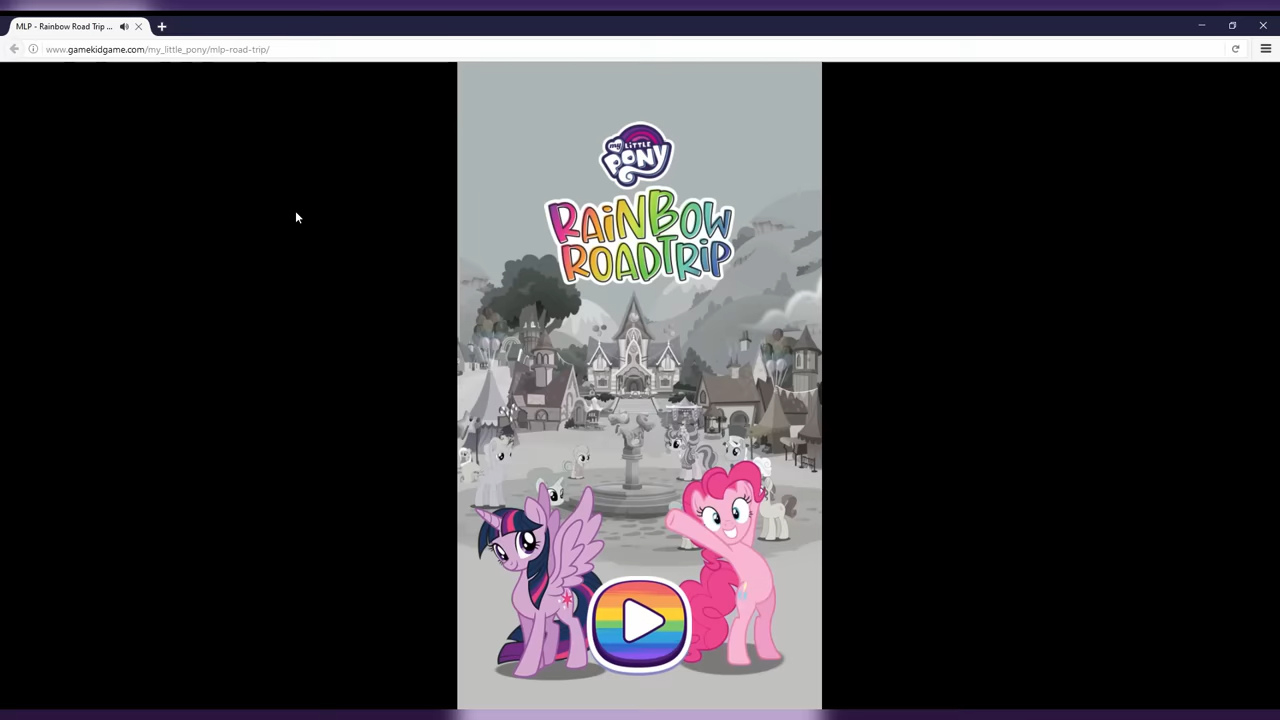 MLP - Rainbow Road Trip ...
www.gamekidgame.com/my_little_pony/mlp-road-trip/
my LiTTLE
PONY
RAiNBOW
ROADTRiP